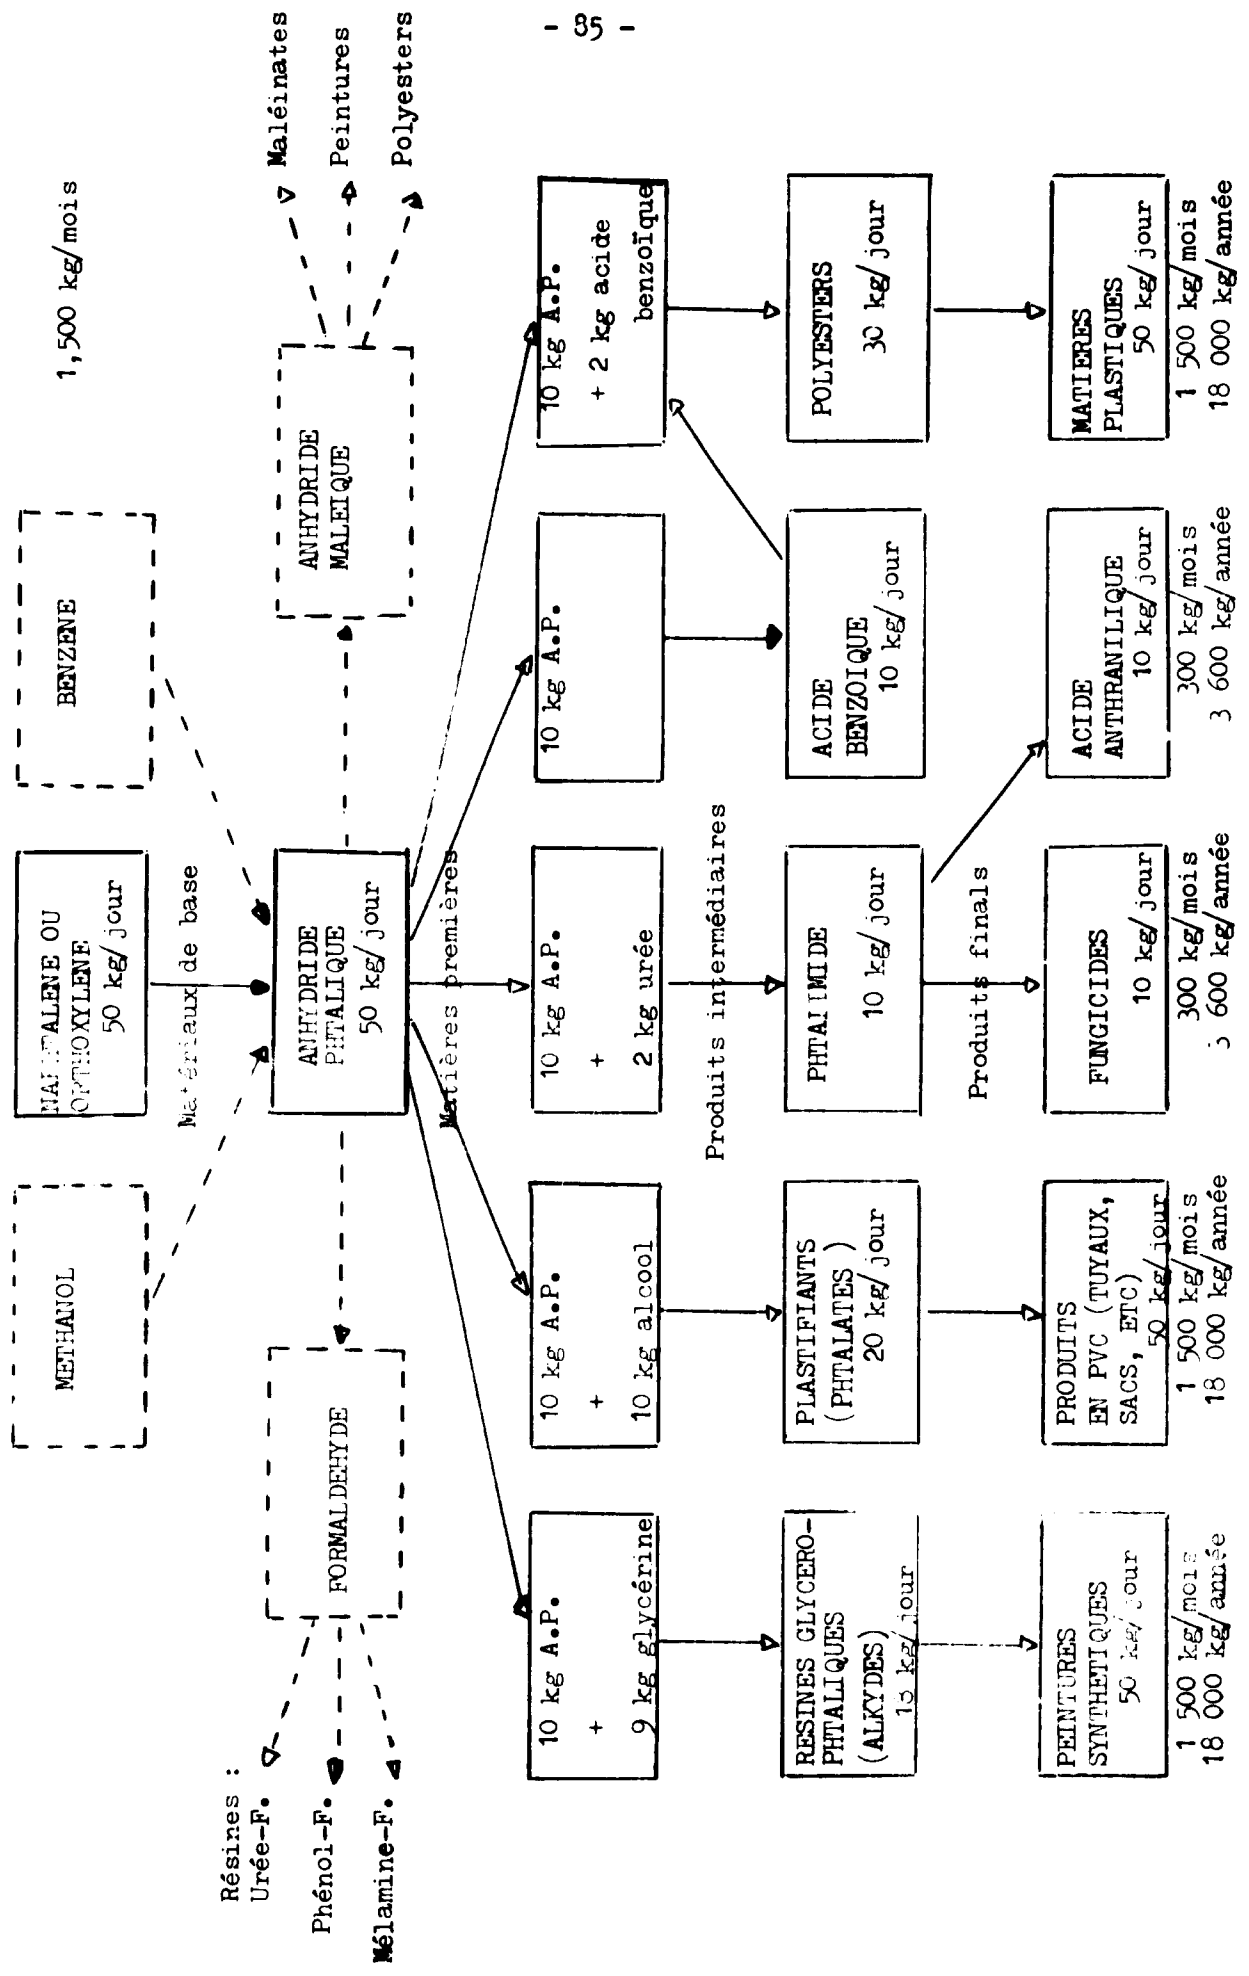 - 85 -
1,500 kg/mois
METHANOL
NAPHTALENE OU
ORTHOXYLENE
50 kg/jour
BENZENE
Matériaux de base
Résines :
Urée-F.
Phénol-F.
Mélamine-F.
FORMALDEHYDE
ANHYDRIDE
PHTALIQUE
50 kg/jour
ANHYDRIDE
MALEIQUE
Maléinates
Peintures
Polyesters
Matières premières
10 kg A.P.
+
9 kg glycérine
10 kg A.P.
+
10 kg alcool
10 kg A.P.
+
2 kg urée
10 kg A.P.
10 kg A.P.
+ 2 kg acide
benzoïque
Produits intermédiaires
RESINES GLYCERO-
PHTALIQUES
(ALKYDES)
kg/jour
PLASTIFIANTS
(PHTALATES )
20 kg/jour
PHTALIMIDE
10 kg/jour
ACIDE
BENZOIQUE
10 kg/jour
POLYESTERS
30 kg/jour
Produits finals
PEINTURES
SYNTHETIQUES
50 kg/jour
1 500 kg/mois
18 000 kg/année
PRODUITS
EN PVC (TUYAUX,
SACS, ETC)
50 kg/jour
1 500 kg/mois
18 000 kg/année
FUNGICIDES
10 kg/jour
300 kg/mois
3 600 kg/année
ACIDE
ANTHRANILIQUE
10 kg/jour
300 kg/mois
3 600 kg/année
MATIERES
PLASTIQUES
50 kg/jour
1 500 kg/mois
18 000 kg/année